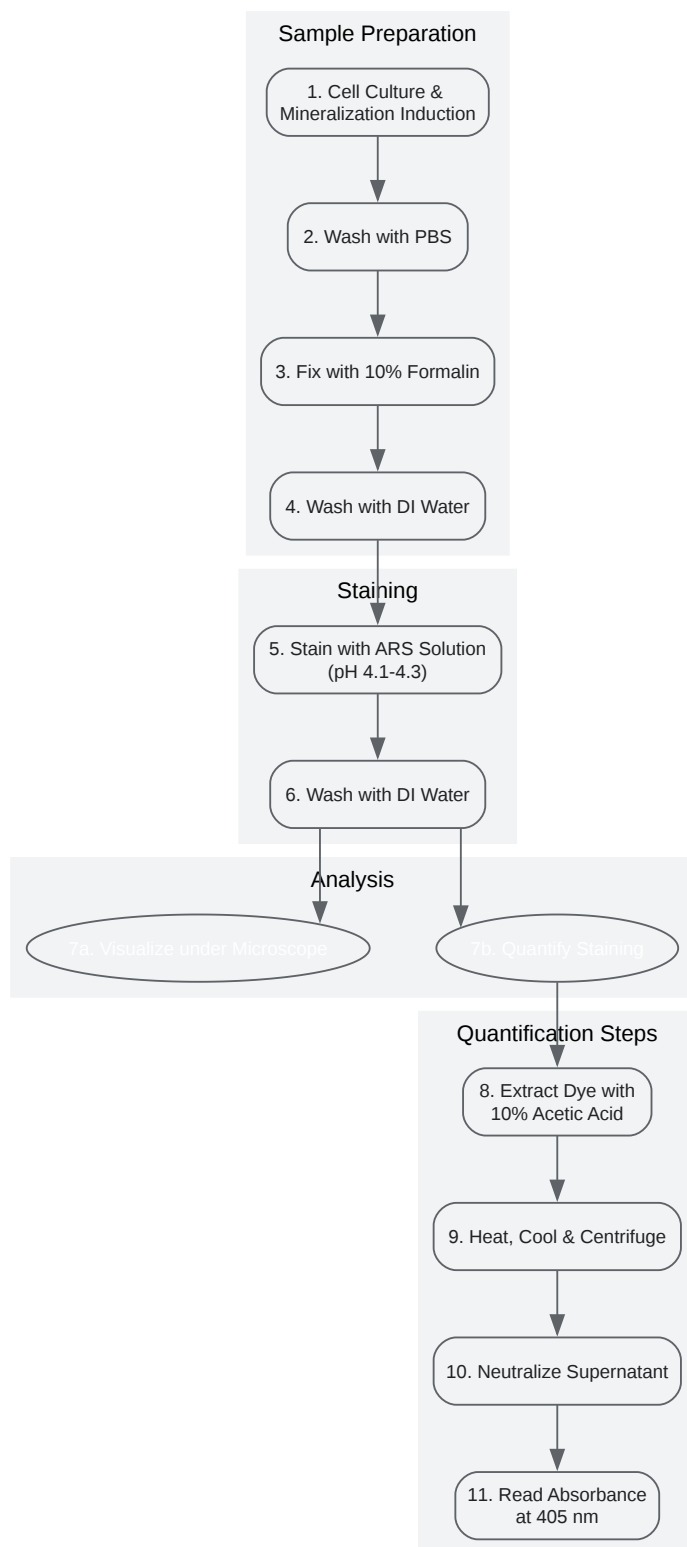 Sample Preparation
1. Cell Culture &
Mineralization Induction
2. Wash with PBS
3. Fix with 10% Formalin
4. Wash with DI Water
Staining
5. Stain with ARS Solution
(pH 4.1-4.3)
6. Wash with DI Water
Analysis
7a. Visualize under Microscope
7b. Quantify Staining
Quantification Steps
8. Extract Dye with
10% Acetic Acid
9. Heat, Cool & Centrifuge
10. Neutralize Supernatant
11. Read Absorbance
at 405 nm